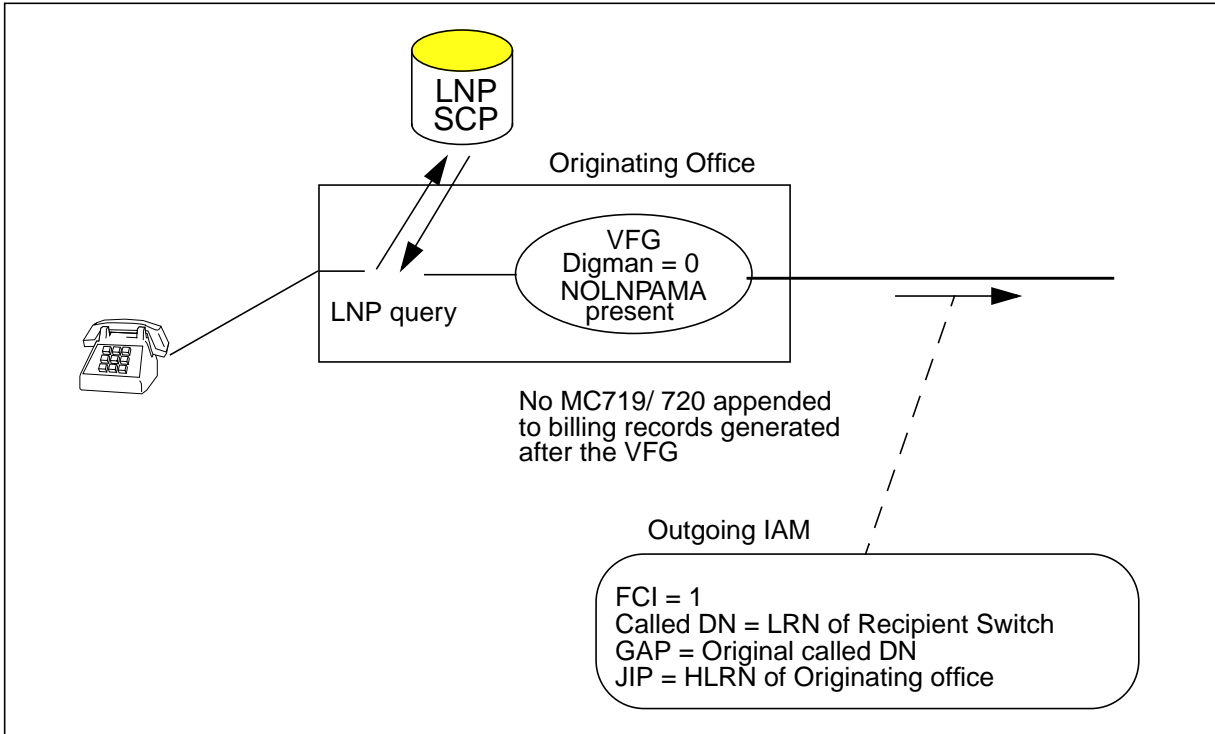 LNP
SCP
Originating Office
VFG
Digman = 0
NOLNPAMA
present
LNP query
No MC719/ 720 appended
to billing records generated
after the VFG
Outgoing IAM
FCI = 1
Called DN = LRN of Recipient Switch
GAP = Original called DN
JIP = HLRN of Originating office